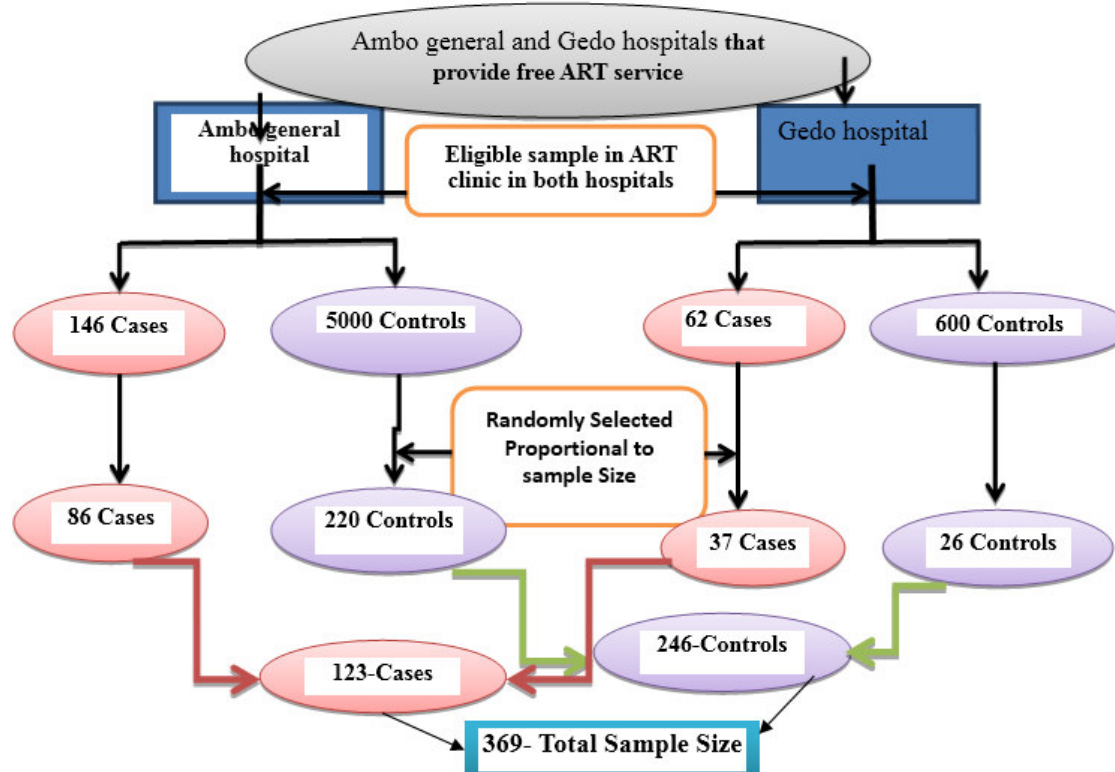 Ambo general and Gedo hospitals that
provide free ART service
Ambo general
hospital
Gedo hospital
Eligible sample in ART
clinic in both hospitals
146 Cases
5000 Controls
62 Cases
600 Controls
Randomly Selected
Proportional to
sample Size
86 Cases
220 Controls
37 Cases
26 Controls
246-Controls
123-Cases
369- Total Sample Size